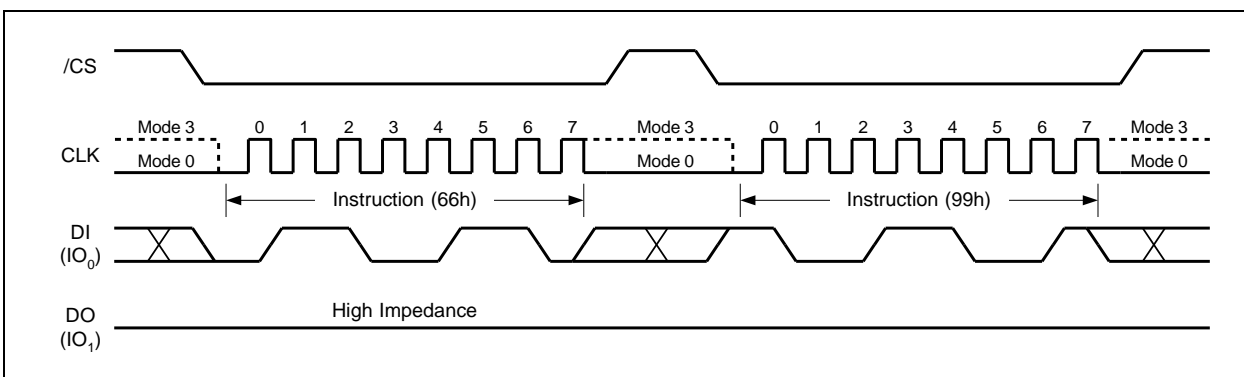 /CS
Mode 3 0 1 2 3 4 5 6 7 Mode 3 0 1 2 3 4 5 6 7 Mode 3
CLK Mode 0 Mode 0 Mode 0
Instruction (66h) Instruction (99h)
DI
(IO0)
High Impedance
DO
(IO1)